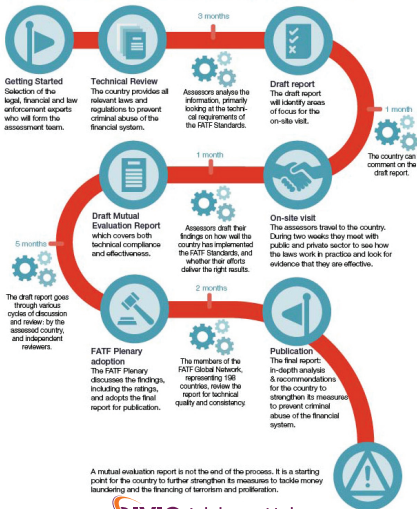 3 months
Getting Started
Selection of the
legal, financial and law
enforcement experts
who will form the
assessment team.
Technical Review
The country provides all
relevant laws and
regulations to prevent
criminal abuse of the
financial system.
Assessors analyse the
information, primarily
looking at the techni-
cal requirements of
the FATF Standards.
Draft report
The draft report
will identify areas
of focus for the
on-site visit.
1 month
The country can
comment on the
draft report.
1 month
On-site visit
The assessors travel to the country.
During two weeks they meet with
public and private sector to see how
the laws work in practice and look for
evidence that they are effective.
Assessors draft their
findings on how well the
country has implemented
the FATF Standards, and
whether their efforts
deliver the right results.
Draft Mutual
Evaluation Report
which covers both
technical compliance
and effectiveness.
5 months
The draft report goes
through various
cycles of discussion
and review: by the
assessed country,
and independent
reviewers.
2 months
FATF Plenary
adoption
The FATF Plenary
discusses the findings,
including the ratings,
and adopts the final
report for publication.
The members of the
FATF Global Network,
representing 198
countries, review the
report for technical
quality and consistency.
Publication
The final report:
in-depth analysis
& recommendations
for the country to
strengthen its measures
to prevent criminal
abuse of the financial
system.
A mutual evaluation report is not the end of the process. It is a starting
point for the country to further strengthen its measures to tackle money
laundering and the financing of terrorism and proliferation.